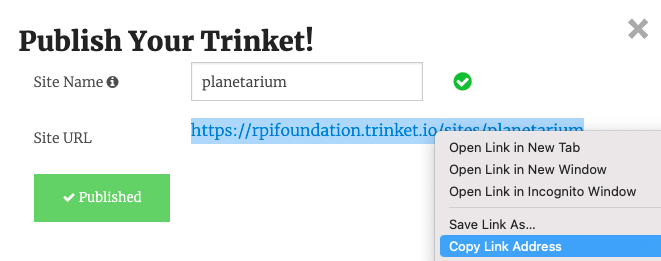 Publish Your Trinket!
Site Name
planetarium
Site URL
https://rpifoundation.trinket.io/sites/planetarium
Published
Open Link in New Tab
Open Link in New Window
Open Link in Incognito Window
Save Link As...
Copy Link Address